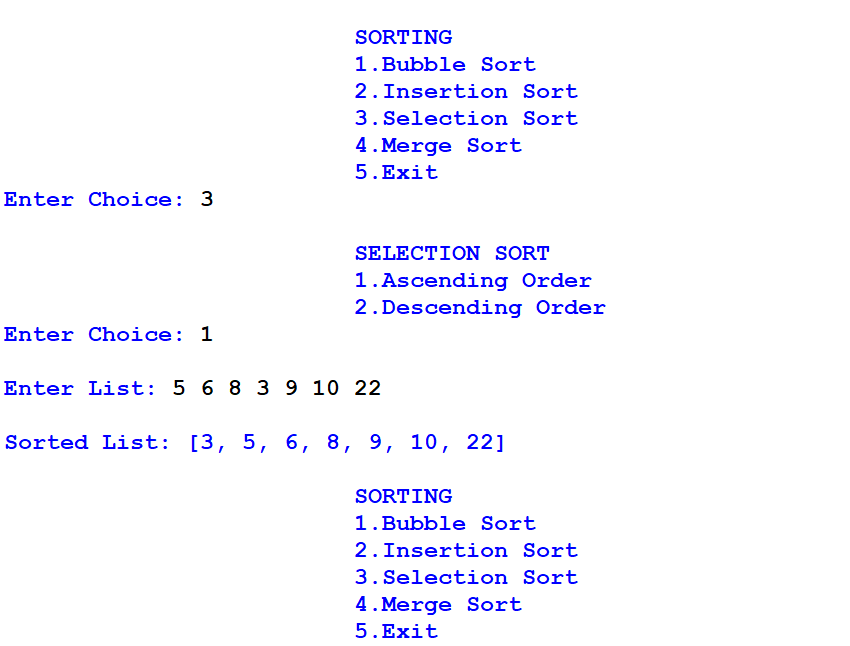 SORTING
1.Bubble Sort
2.Insertion Sort
3.Selection Sort
4.Merge Sort
5.Exit
Enter Choice: 3
SELECTION SORT
1.Ascending Order
2.Descending Order
Enter Choice: 1
Enter List: 5 6 8 3 9 10 22
Sorted List: [3, 5, 6, 8, 9, 10, 22]
SORTING
1.Bubble Sort
2.Insertion Sort
3.Selection Sort
4.Merge Sort
5.Exit